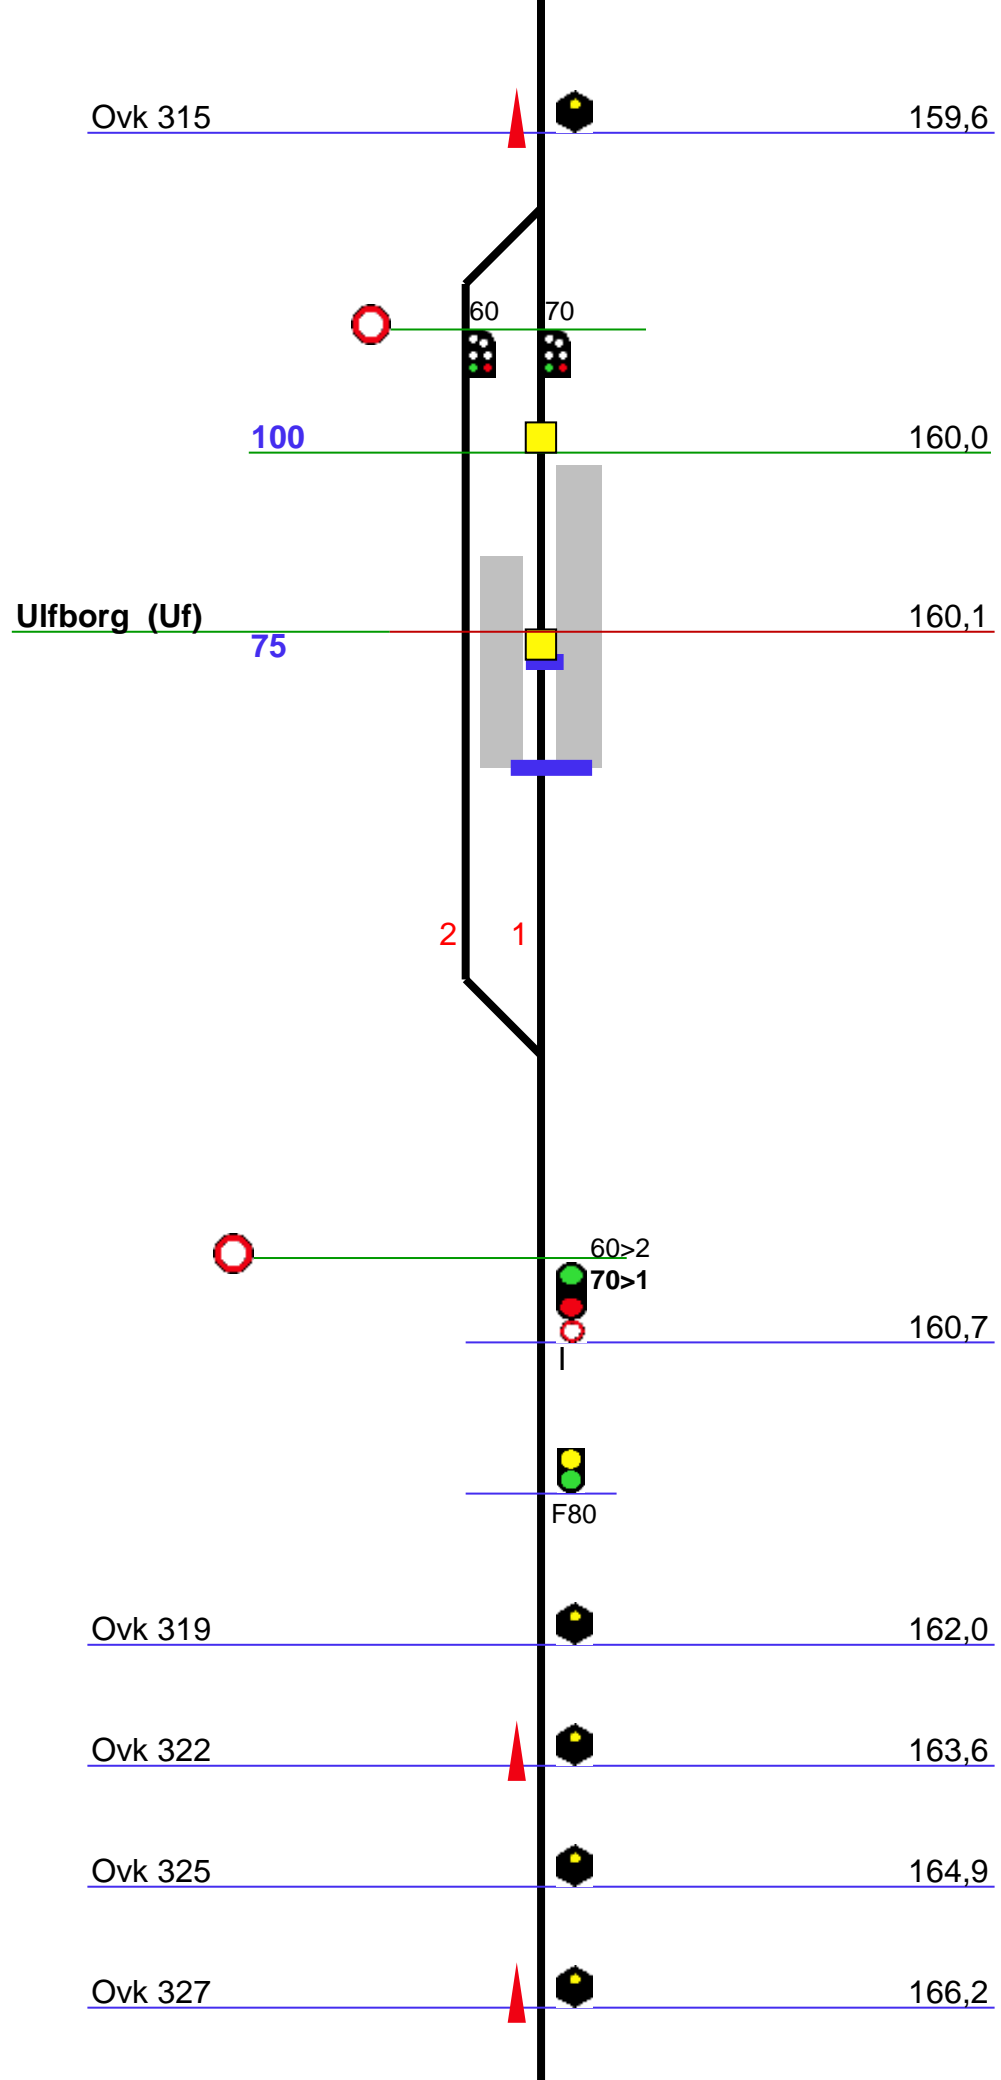 Ovk 315 159,6
60 70
100 160,0
Ulfborg (Uf) 160,1
75
2 1
60>2
70>1
160,7
I
F80
Ovk 319 162,0
Ovk 322 163,6
Ovk 325 164,9
Ovk 327 166,2